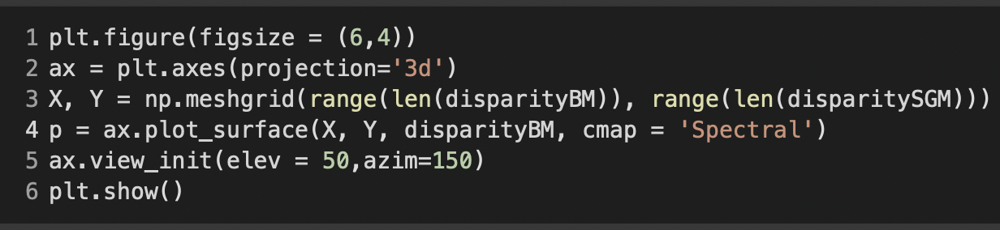 1 plt.figure(figsize = (6,4))
2 ax = plt.axes(projection='3d')
3 X, Y = np.meshgrid(range(len(disparityBM)), range(len(disparitySGM)))
4 p = ax.plot_surface(X, Y, disparityBM, cmap = 'Spectral')
5 ax.view_init(elev = 50,azim=150)
6 plt.show()